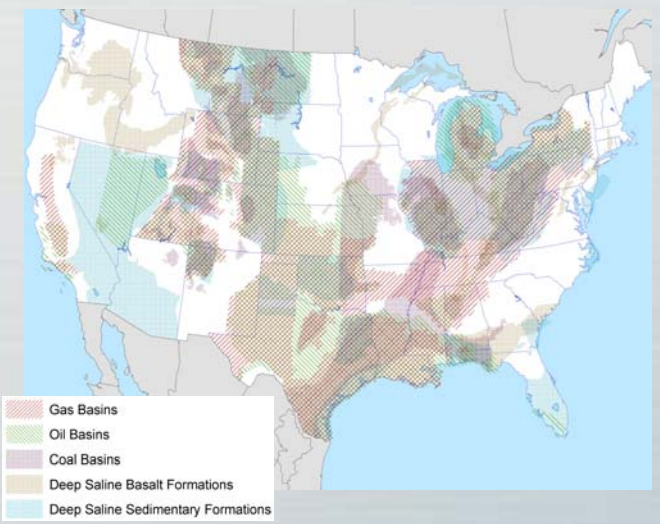 Gas Basins
Oil Basins
Coal Basins
Deep Saline Basalt Formations
Deep Saline Sedimentary Formations